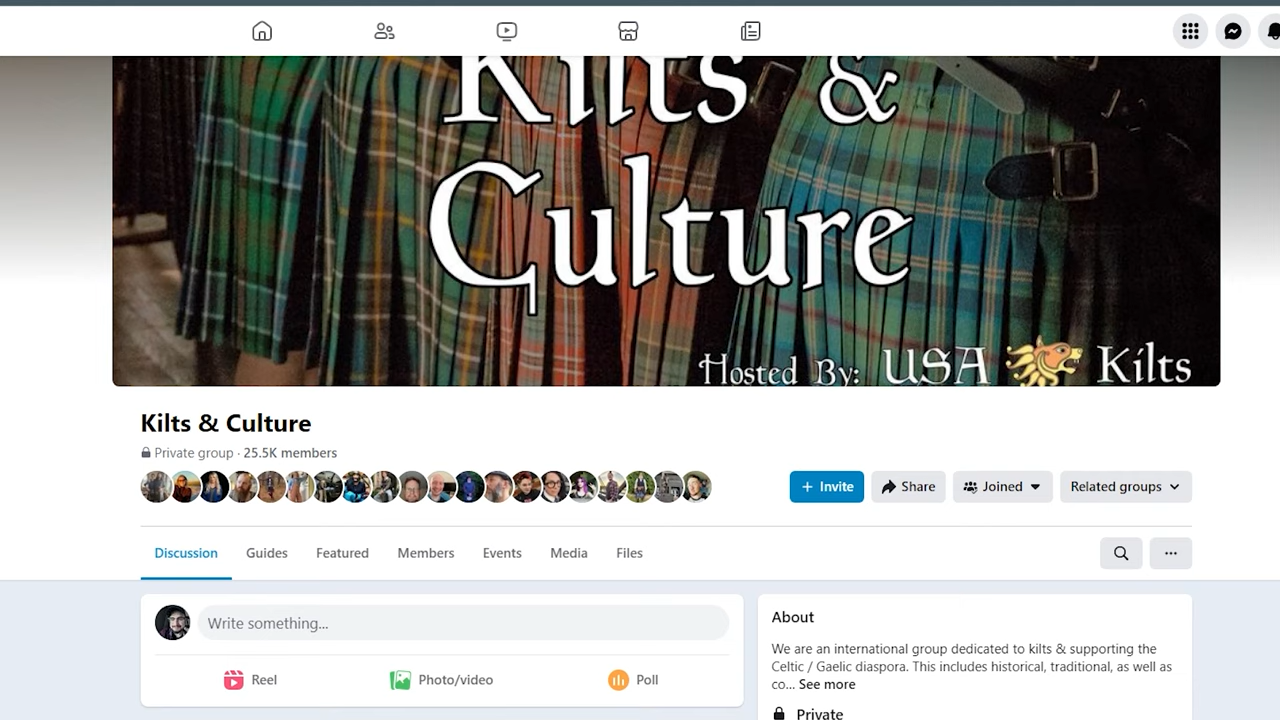 Kilts &
Culture
Hosted By: USA Kilts
Kilts & Culture
Private group · 25.5K members
+ Invite
Share
Joined
Related groups
Discussion
Guides
Featured
Members
Events
Media
Files
Write something...
Reel
Photo/video
Poll
About
We are an international group dedicated to kilts & supporting the
Celtic / Gaelic diaspora. This includes historical, traditional, as well as
co... See more
Private